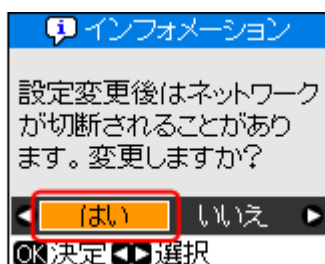 インフォメーション
設定変更後はネットワーク
が切断されることがあり
ます。変更しますか?
はい いいえ
OK決定 選択